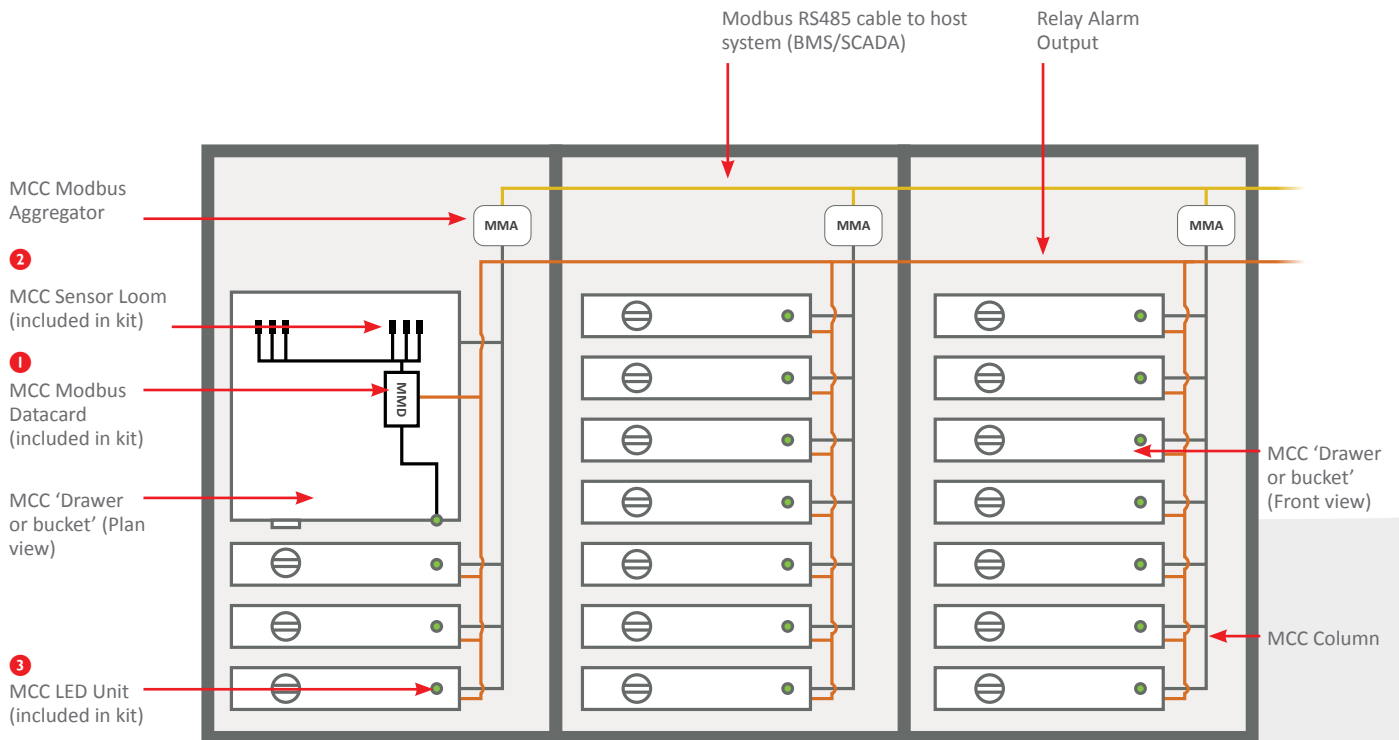 Modbus RS485 cable to host
system (BMS/SCADA)
Relay Alarm
Output
MCC Modbus
Aggregator
MMA
MMA
MMA
2
MCC Sensor Loom
(included in kit)
1
MCC Modbus
Datacard
(included in kit)
MMD
MCC ‘Drawer
or bucket’ (Plan
view)
MCC ‘Drawer
or bucket’
(Front view)
MCC Column
3
MCC LED Unit
(included in kit)